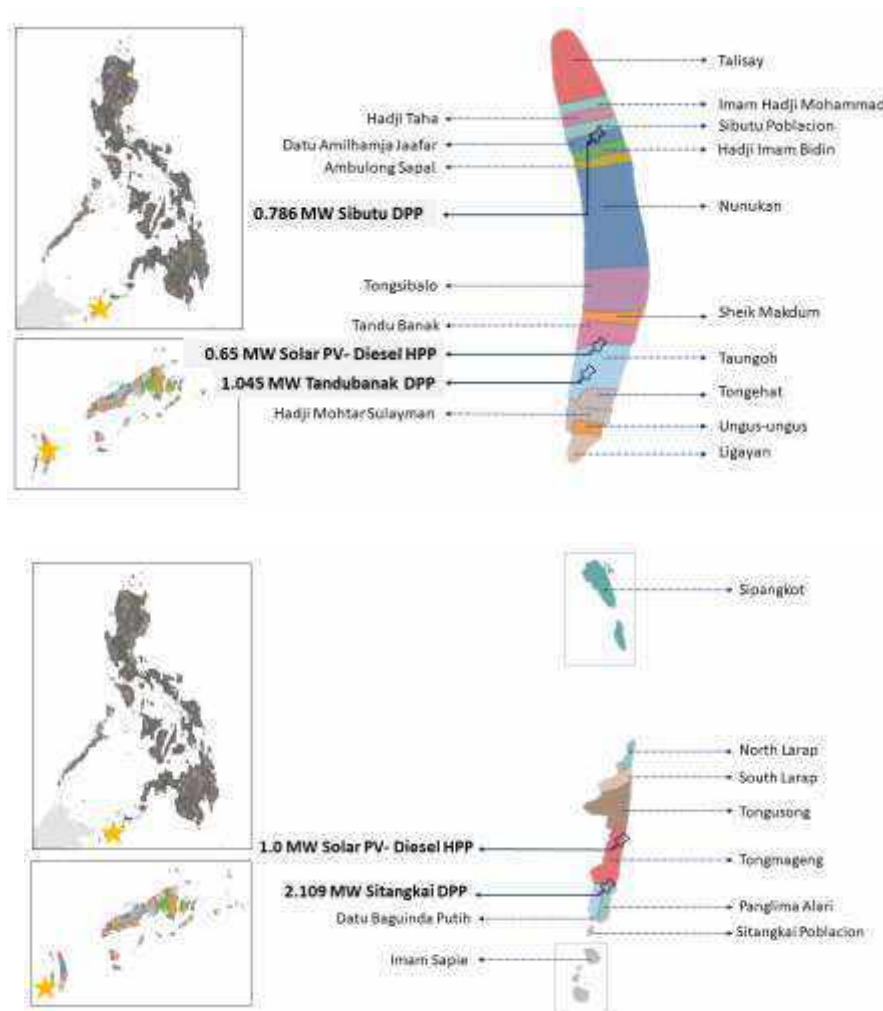 Talisay
Imam Hadji Mohammad
Hadji Taha
Sibutu Poblacion
Datu Amilhamja Jaafar
Hadji Imam Bidin
Ambulong Sapal
0.786 MW Sibutu DPP
Nunukan
Tongsibalo
Sheik Makdum
Tandu Banak
0.65 MW Solar PV- Diesel HPP
Taungoh
1.045 MW Tandubanak DPP
Tongehat
Hadji Mohtar Sulayman
Ungus-ungus
Ligayan
Sipangkot
North Larap
South Larap
Tongusong
1.0 MW Solar PV- Diesel HPP
Tongmageng
2.109 MW Sitangkai DPP
Panglima Alari
Datu Baguinda Putih
Sitangkai Poblacion
Imam Sapie